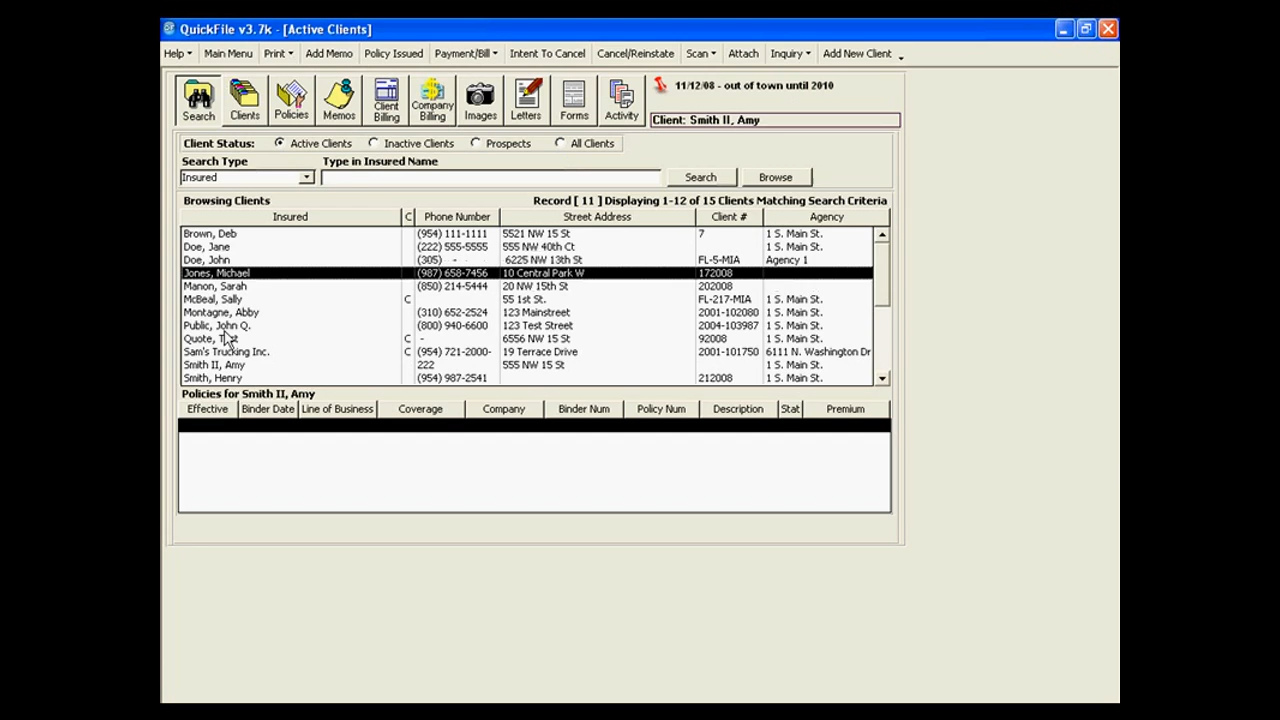 QuickFile v3.7k - [Active Clients]
Help Main Menu Print Add Memo Policy Issued Payment/Bill Intent To Cancel Cancel/Reinstate Scan Attach Inquiry Add New Client
Search Clients Policies Memos Client Billing Company Billing Images Letters Forms Activity
11/12/08 - out of town until 2010
Client: Smith II, Amy
Client Status: Active Clients Inactive Clients Prospects All Clients
Search Type Type in Insured Name
Insured Search Browse
Browsing Clients Record [ 11 ] Displaying 1-12 of 15 Clients Matching Search Criteria
Insured C Phone Number Street Address Client # Agency
Brown, Deb (954) 111-1111 5521 NW 15 St 7 1 S. Main St.
Doe, Jane (222) 555-5555 555 NW 40th Ct 1 S. Main St.
Doe, John (305) - 6225 NW 13th St FL-5-MIA Agency 1
Jones, Michael (987) 658-7456 10 Central Park W 172008
Manon, Sarah (850) 214-5444 20 NW 15th St 202008
McBeal, Sally C 55 1st St. FL-217-MIA 1 S. Main St.
Montagne, Abby (310) 652-2524 123 Mainstreet 2001-102080 1 S. Main St.
Public, John Q. (800) 940-6600 123 Test Street 2004-103987 1 S. Main St.
Quote, C - 6556 NW 15 St 92008 1 S. Main St.
Sam's Trucking Inc. C (954) 721-2000- 19 Terrace Drive 2001-101750 6111 N. Washington Dr
Smith II, Amy 222 555 NW 15 St 1 S. Main St.
Smith, Henry (954) 987-2541 212008 1 S. Main St.
Policies for Smith II, Amy
Effective Binder Date Line of Business Coverage Company Binder Num Policy Num Description Stat Premium